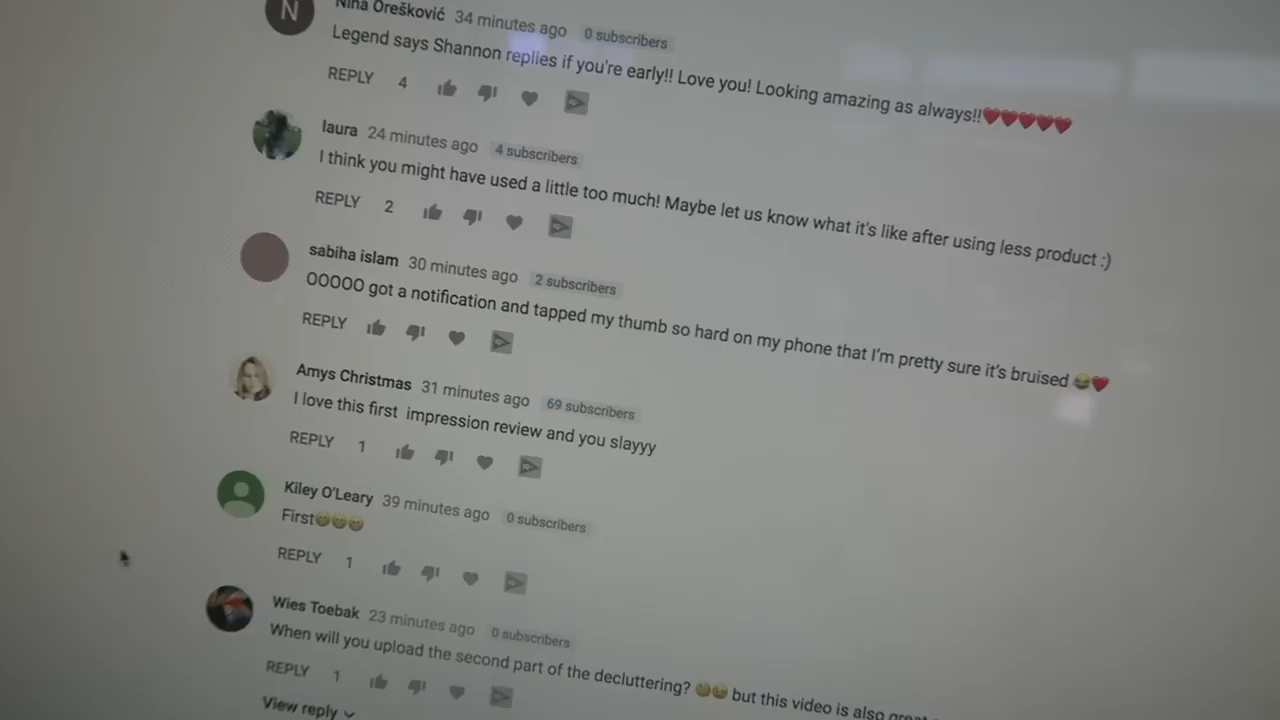 N
Nina Orešković 34 minutes ago 0 subscribers
Legend says Shannon replies if you're early!! Love you! Looking amazing as always!!❤❤❤❤❤
REPLY 4
laura 24 minutes ago 4 subscribers
I think you might have used a little too much! Maybe let us know what it's like after using less product :)
REPLY 2
sabiha islam 30 minutes ago 2 subscribers
OOOOO got a notification and tapped my thumb so hard on my phone that I'm pretty sure it's bruised 😂❤
REPLY
Amys Christmas 31 minutes ago 69 subscribers
I love this first impression review and you slayyy
REPLY 1
Kiley O'Leary 39 minutes ago 0 subscribers
First😁😁😁
REPLY 1
Wies Toebak 23 minutes ago 0 subscribers
When will you upload the second part of the decluttering? 😁😉 but this video is also great
REPLY 1
View reply